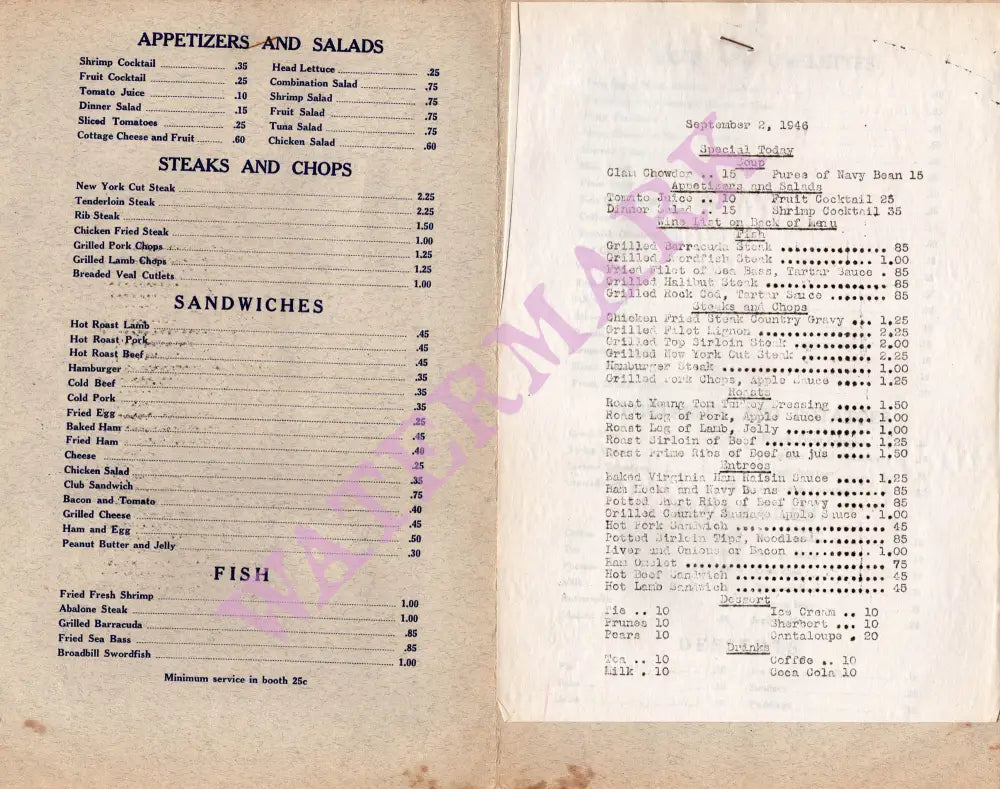 APPETIZERS AND SALADS
Shrimp Cocktail .35
Fruit Cocktail .25
Tomato Juice .10
Dinner Salad .15
Sliced Tomatoes .25
Cottage Cheese and Fruit .60
Head Lettuce .25
Combination Salad .75
Shrimp Salad .75
Fruit Salad .75
Tuna Salad .75
Chicken Salad .60
STEAKS AND CHOPS
New York Cut Steak 2.25
Tenderloin Steak 2.25
Rib Steak 1.50
Chicken Fried Steak 1.00
Grilled Pork Chops 1.25
Grilled Lamb Chops 1.25
Breaded Veal Cutlets 1.00
SANDWICHES
Hot Roast Lamb .45
Hot Roast Pork .45
Hot Roast Beef .45
Hamburger .35
Cold Beef .35
Cold Pork .35
Fried Egg .25
Baked Ham .45
Fried Ham .40
Cheese .25
Chicken Salad .35
Club Sandwich .75
Bacon and Tomato .40
Grilled Cheese .45
Ham and Egg .50
Peanut Butter and Jelly .30
FISH
Fried Fresh Shrimp 1.00
Abalone Steak 1.00
Grilled Barracuda .85
Fried Sea Bass .85
Broadbill Swordfish 1.00
Minimum service in booth 25c
September 2, 1946
Special Today
Soup
Clam Chowder .. 15 Puree of Navy Bean 15
Appetizers and Salads
Tomato Juice .. 10 Fruit Cocktail 25
Dinner Salad .. 15 Shrimp Cocktail 35
Wine List on Back of Menu
Fish
Grilled Barracuda Steak 85
Grilled Swordfish Steak 1.00
Fried Filet of Sea Bass, Tartar Sauce . 85
Grilled Halibut Steak 85
Grilled Rock Cod, Tartar Sauce 85
Steaks and Chops
Chicken Fried Steak Country Gravy 1.25
Grilled Filet Mignon 2.25
Grilled Top Sirloin Steak 2.00
Grilled New York Cut Steak 2.25
Hamburger Steak 1.00
Grilled Pork Chops, Apple Sauce 1.25
Roasts
Roast Young Tom Turkey Dressing 1.50
Roast Leg of Pork, Apple Sauce 1.00
Roast Leg of Lamb, Jelly 1.00
Roast Sirloin of Beef 1.25
Roast Prime Ribs of Beef au jus 1.50
Entrees
Baked Virginia Ham Raisin Sauce 1.25
Ham Hocks and Navy Beans 85
Potted Short Ribs of Beef Gravy 85
Grilled Country Sausage Apple Sauce . 1.00
Hot Pork Sandwich 45
Potted Sirloin Tips, Noodles 85
Liver and Onions or Bacon 1.00
Ham Omelet 75
Hot Beef Sandwich 45
Hot Lamb Sandwich 45
Dessert
Pie .. 10 Ice Cream .. 10
Prunes 10 Sherbert ... 10
Pears 10 Cantaloupe . 20
Drinks
Tea .. 10 Coffee .. 10
Milk . 10 Coca Cola 10
WATERMARK